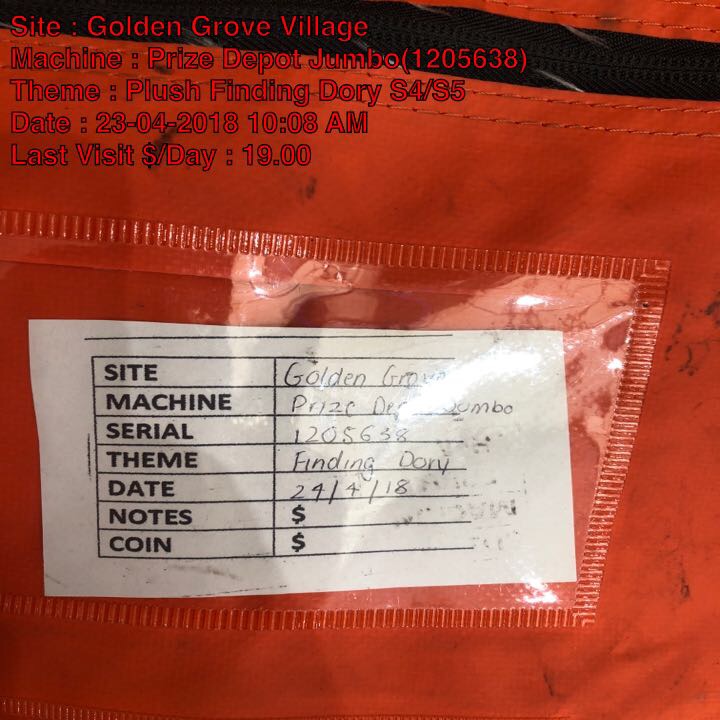 Site : Golden Grove Village
Machine : Prize Depot Jumbo(1205638)
Theme : Plush Finding Dory S4/S5
Date : 23-04-2018 10:08 AM
Last Visit $/Day : 19.00
SITE Golden Grove
MACHINE Prize Depot Jumbo
SERIAL 1205638
THEME Finding Dory
DATE 24/4/18
NOTES $
COIN $